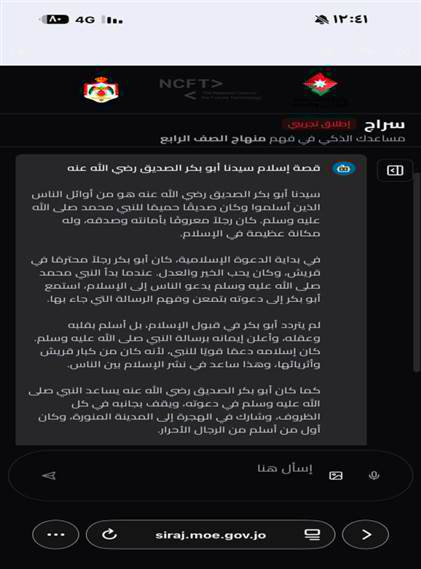 ١٢:٤١
4G
٨٠
NCFT
سراج
إطلاق تجريبي
مساعدك الذكي في فهم منهاج الصف الرابع
قصة إسلام سيدنا أبو بكر الصديق رضي الله عنه
سيدنا أبو بكر الصديق رضي الله عنه هو من أوائل الناس
الذين أسلموا وكان صديقًا حميمًا للنبي محمد صلى الله
عليه وسلم. كان رجلاً معروفًا بأمانته وصدقه، وله
مكانة عظيمة في الإسلام.
في بداية الدعوة الإسلامية، كان أبو بكر رجلاً محترمًا في
قريش، وكان يحب الخير والعدل. عندما بدأ النبي محمد
صلى الله عليه وسلم يدعو الناس إلى الإسلام، استمع
أبو بكر إلى دعوته بتمعن وفهم الرسالة التي جاء بها.
لم يتردد أبو بكر في قبول الإسلام، بل أسلم بقلبه
وعقله، وأعلن إيمانه برسالة النبي صلى الله عليه وسلم.
كان إسلامه دعمًا قويًا للنبي، لأنه كان من كبار قريش
وأثريائها، وهذا ساعد في نشر الإسلام بين الناس.
كما كان أبو بكر الصديق رضي الله عنه يساعد النبي صلى
الله عليه وسلم في دعوته، ويقف بجانبه في كل
الظروف، وشارك في الهجرة إلى المدينة المنورة، وكان
أول من أسلم من الرجال الأحرار.
إسأل هنا
siraj.moe.gov.jo